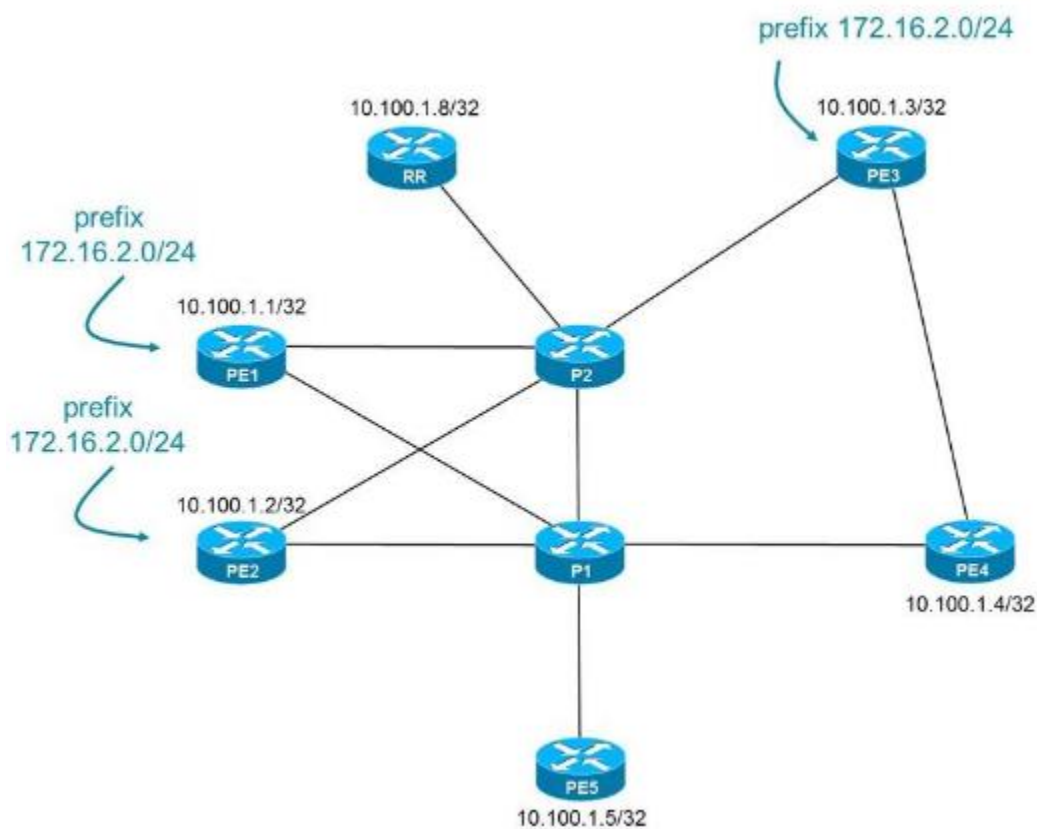 prefix 172.16.2.0/24
10.100.1.8/32
10.100.1.3/32
RR
PE3
prefix
172.16.2.0/24
10.100.1.1/32
PE1
P2
prefix
172.16.2.0/24
10.100.1.2/32
PE2
P1
PE4
10.100.1.4/32
PE5
10.100.1.5/32